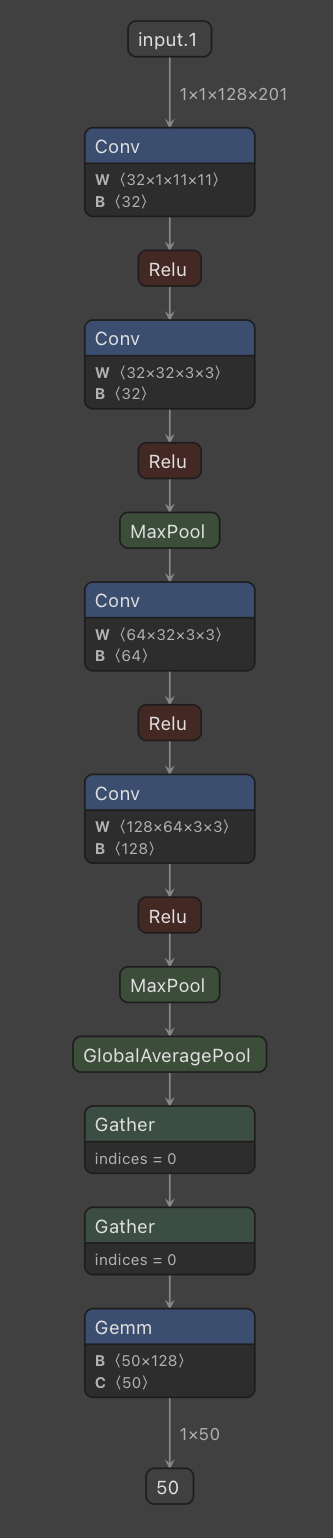 input.1
1×1×128×201
Conv
W ⟨32×1×11×11⟩
B ⟨32⟩
Relu
Conv
W ⟨32×32×3×3⟩
B ⟨32⟩
Relu
MaxPool
Conv
W ⟨64×32×3×3⟩
B ⟨64⟩
Relu
Conv
W ⟨128×64×3×3⟩
B ⟨128⟩
Relu
MaxPool
GlobalAveragePool
Gather
indices = 0
Gather
indices = 0
Gemm
B ⟨50×128⟩
C ⟨50⟩
1×50
50